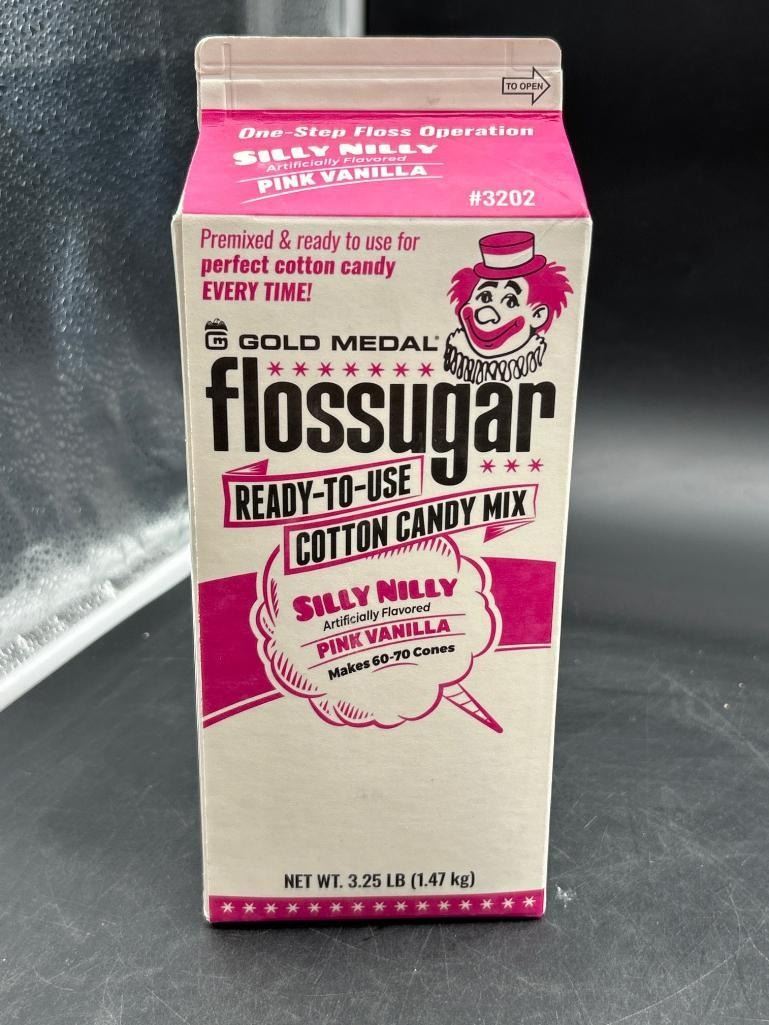 TO OPEN
One-Step Floss Operation
SILLY NILLY
Artificially Flavored
PINK VANILLA
#3202
Premixed & ready to use for
perfect cotton candy
EVERY TIME!
m GOLD MEDAL®
flossugar
READY-TO-USE
COTTON CANDY MIX
SILLY NILLY
Artificially Flavored
PINK VANILLA
Makes 60-70 Cones
NET WT. 3.25 LB (1.47 kg)